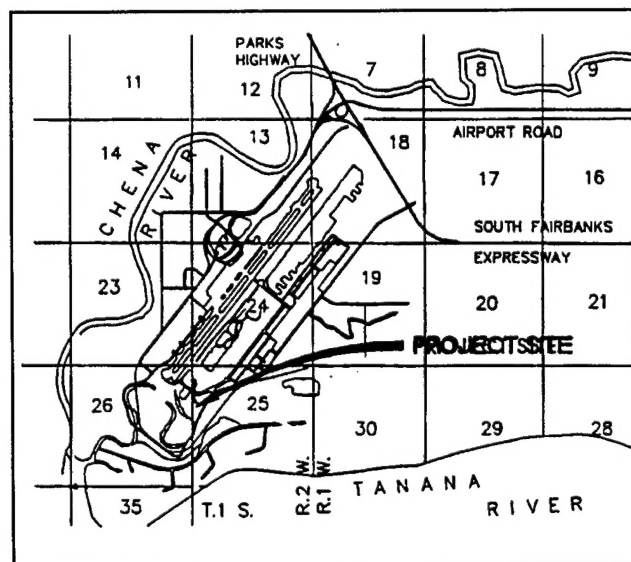 PARKS
HIGHWAY
7
8
9
11
12
13
18
AIRPORT ROAD
14
17
16
CHENA
RIVER
SOUTH FAIRBANKS
EXPRESSWAY
23
24
19
20
21
PROJECT SITE
26
25
30
29
28
R.2 W.
R.1 W.
TANANA
RIVER
35
T.1 S.